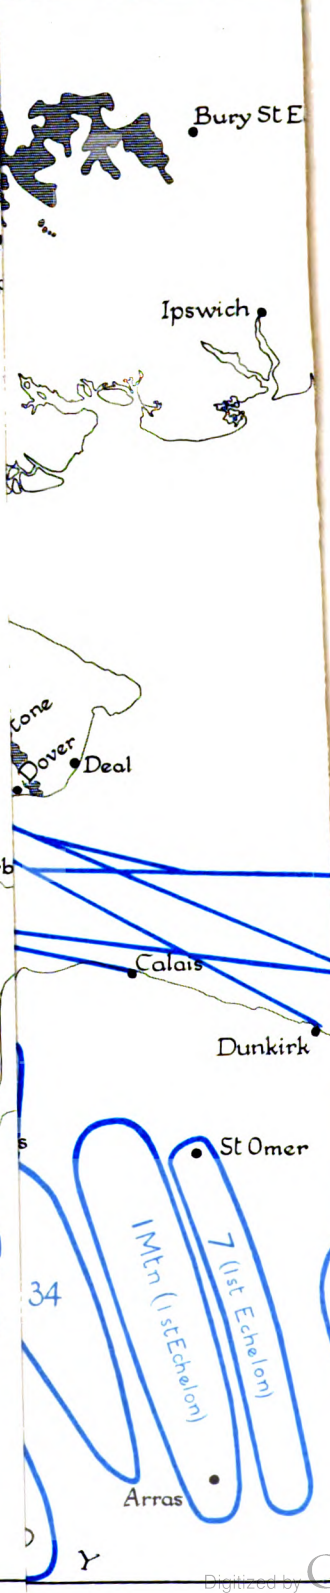 Bury St E
Ipswich
tone
Dover
Deal
b
Calais
Dunkirk
s
St Omer
34
1 Mtn (1st Echelon)
7 (1st Echelon)
Arras
Y
Digitized by